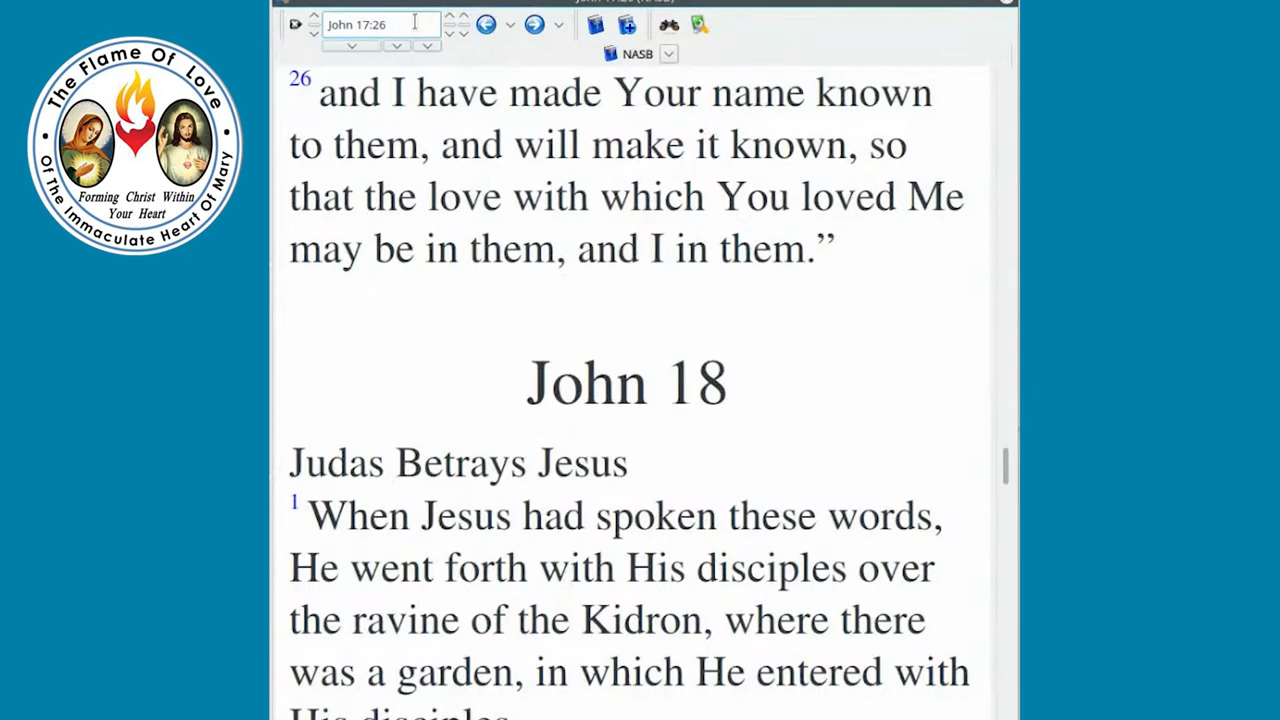 The Flame Of Love
Of The Immaculate Heart Of Mary
Forming Christ Within
Your Heart
John 17:26
NASB
26 and I have made Your name known
to them, and will make it known, so
that the love with which You loved Me
may be in them, and I in them.”
John 18
Judas Betrays Jesus
1 When Jesus had spoken these words,
He went forth with His disciples over
the ravine of the Kidron, where there
was a garden, in which He entered with
His disciples.